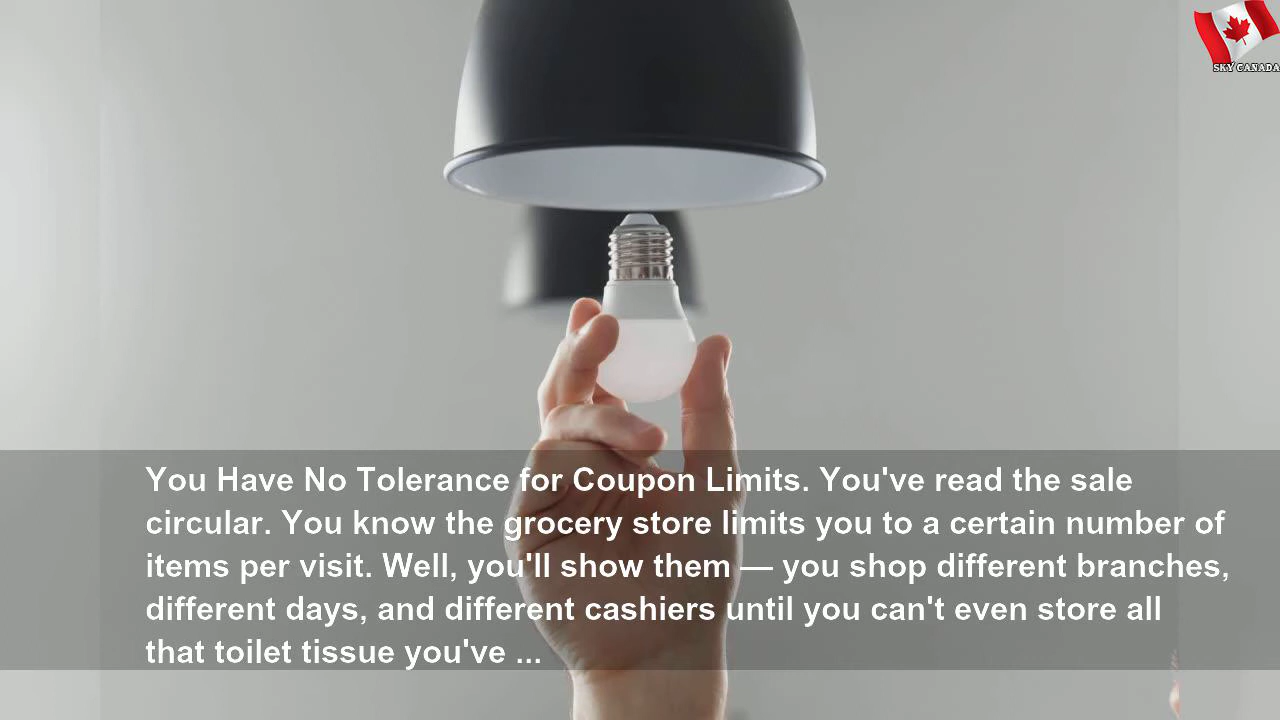 SKY CANADA
You Have No Tolerance for Coupon Limits. You've read the sale
circular. You know the grocery store limits you to a certain number of
items per visit. Well, you'll show them — you shop different branches,
different days, and different cashiers until you can't even store all
that toilet tissue you've ...